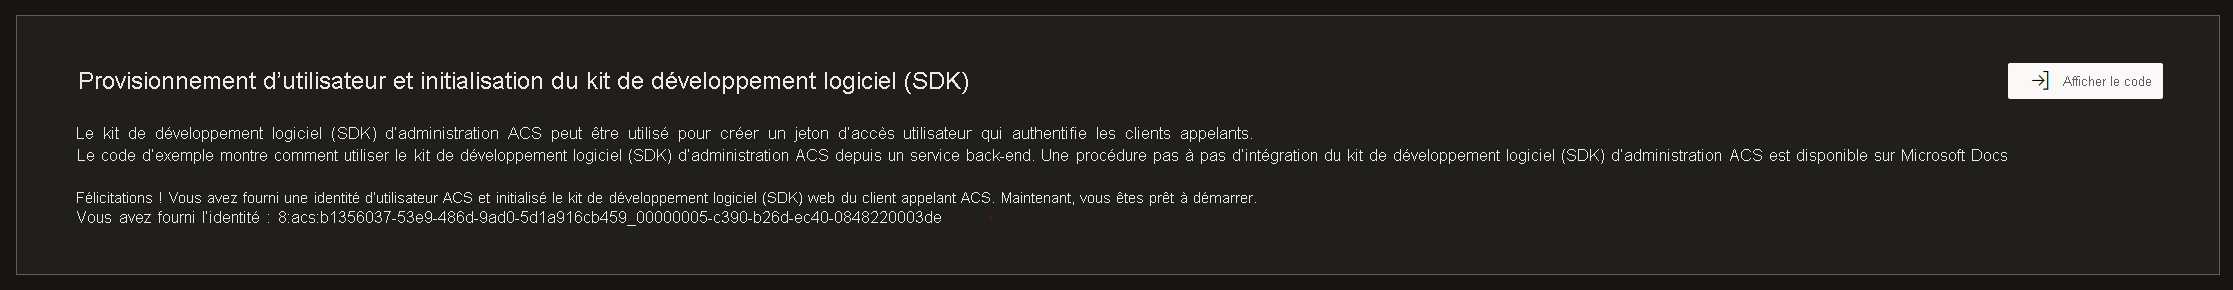 Provisionnement d’utilisateur et initialisation du kit de développement logiciel (SDK)
Afficher le code
Le kit de développement logiciel (SDK) d’administration ACS peut être utilisé pour créer un jeton d’accès utilisateur qui authentifie les clients appelants.
Le code d’exemple montre comment utiliser le kit de développement logiciel (SDK) d’administration ACS depuis un service back-end. Une procédure pas à pas d’intégration du kit de développement logiciel (SDK) d’administration ACS est disponible sur Microsoft Docs
Félicitations ! Vous avez fourni une identité d’utilisateur ACS et initialisé le kit de développement logiciel (SDK) web du client appelant ACS. Maintenant, vous êtes prêt à démarrer.
Vous avez fourni l’identité : 8:acs:b1356037-53e9-486d-9ad0-5d1a916cb459_00000005-c390-b26d-ec40-0848220003de